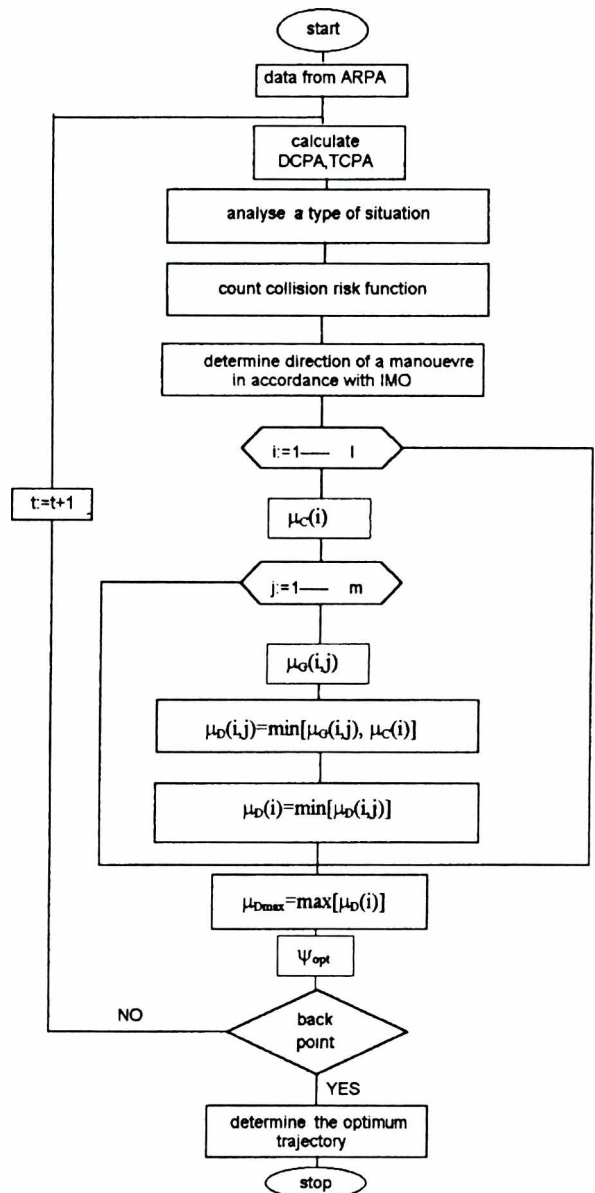 start
data from ARPA
calculate
DCPA,TCPA
analyse a type of situation
count collision risk function
determine direction of a manouevre
in accordance with IMO
i:=1— l
t:=t+1
μC(i)
j:=1— m
μG(i,j)
μD(i,j)=min[μG(i,j), μC(i)]
μD(i)=min[μD(i,j)]
μDmax=max[μD(i)]
Ψopt
NO
back
point
YES
determine the optimum
trajectory
stop